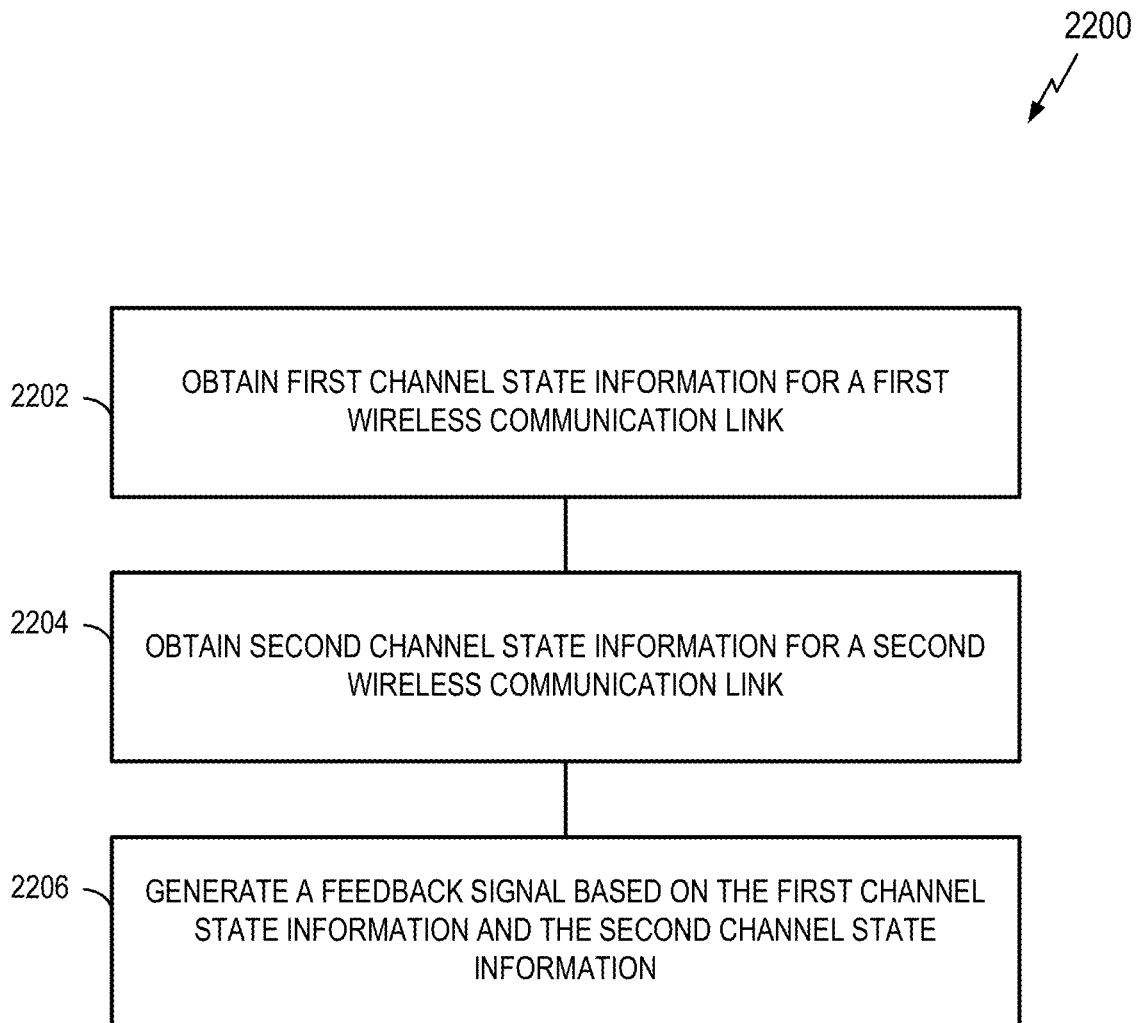 2200
2202
OBTAIN FIRST CHANNEL STATE INFORMATION FOR A FIRST
WIRELESS COMMUNICATION LINK
2204
OBTAIN SECOND CHANNEL STATE INFORMATION FOR A SECOND
WIRELESS COMMUNICATION LINK
2206
GENERATE A FEEDBACK SIGNAL BASED ON THE FIRST CHANNEL
STATE INFORMATION AND THE SECOND CHANNEL STATE
INFORMATION